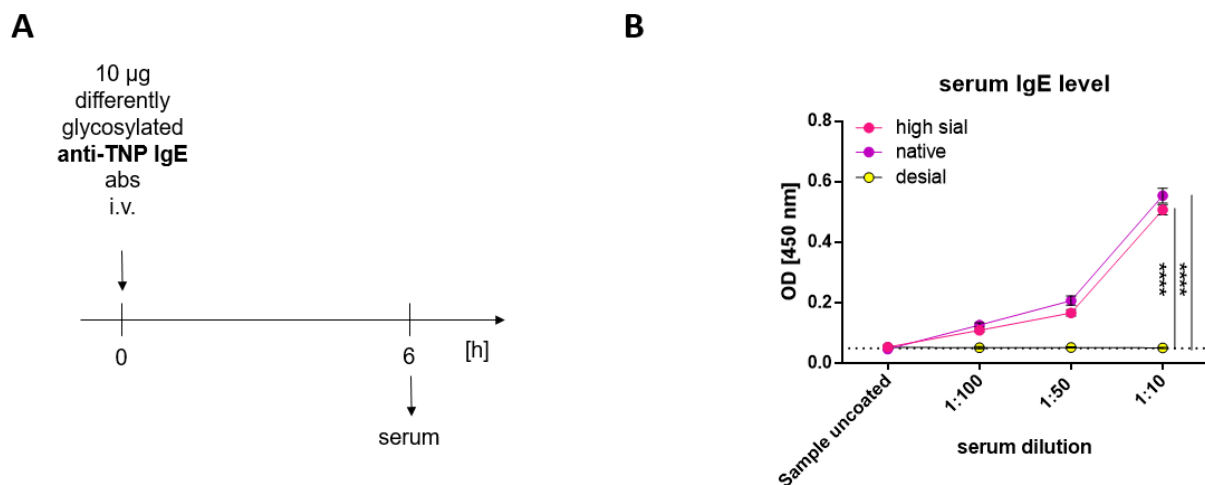 A
10 µg
differently
glycosylated
anti-TNP IgE
abs
i.v.
0
6
[h]
serum
B
serum IgE level
high sial
native
desial
0.8
0.6
0.4
0.2
0.0
OD [450 nm]
****
****
Sample uncoated
1:100
1:50
1:10
serum dilution